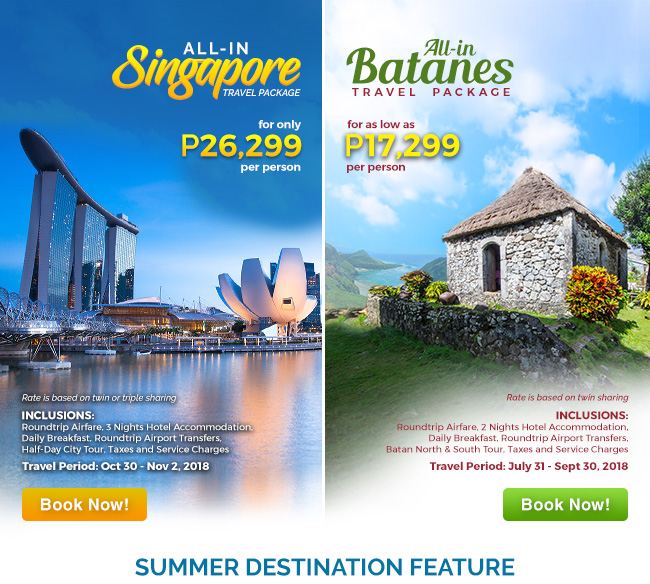 ALL-IN
Singapore
TRAVEL PACKAGE
for only
P26,299
per person
Rate is based on twin or triple sharing
INCLUSIONS:
Roundtrip Airfare, 3 Nights Hotel Accommodation,
Daily Breakfast, Roundtrip Airport Transfers,
Half-Day City Tour, Taxes and Service Charges
Travel Period: Oct 30 - Nov 2, 2018
Book Now!
All-in
Batanes
TRAVEL PACKAGE
for as low as
P17,299
per person
Rate is based on twin sharing
INCLUSIONS:
Roundtrip Airfare, 2 Nights Hotel Accommodation,
Daily Breakfast, Roundtrip Airport Transfers,
Batan North & South Tour, Taxes and Service Charges
Travel Period: July 31 - Sept 30, 2018
Book Now!
SUMMER DESTINATION FEATURE